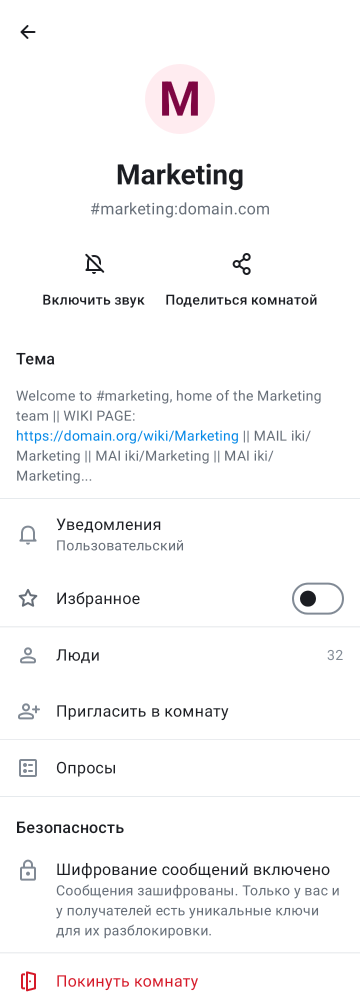 M
Marketing
#marketing:domain.com
Включить звук
Поделиться комнатой
Тема
Welcome to #marketing, home of the Marketing
team || WIKI PAGE:
https://domain.org/wiki/Marketing || MAIL iki/
Marketing || MAI iki/Marketing || MAI iki/
Marketing...
Уведомления
Пользовательский
Избранное
Люди 32
Пригласить в комнату
Опросы
Безопасность
Шифрование сообщений включено
Сообщения зашифрованы. Только у вас и
у получателей есть уникальные ключи
для их разблокировки.
Покинуть комнату